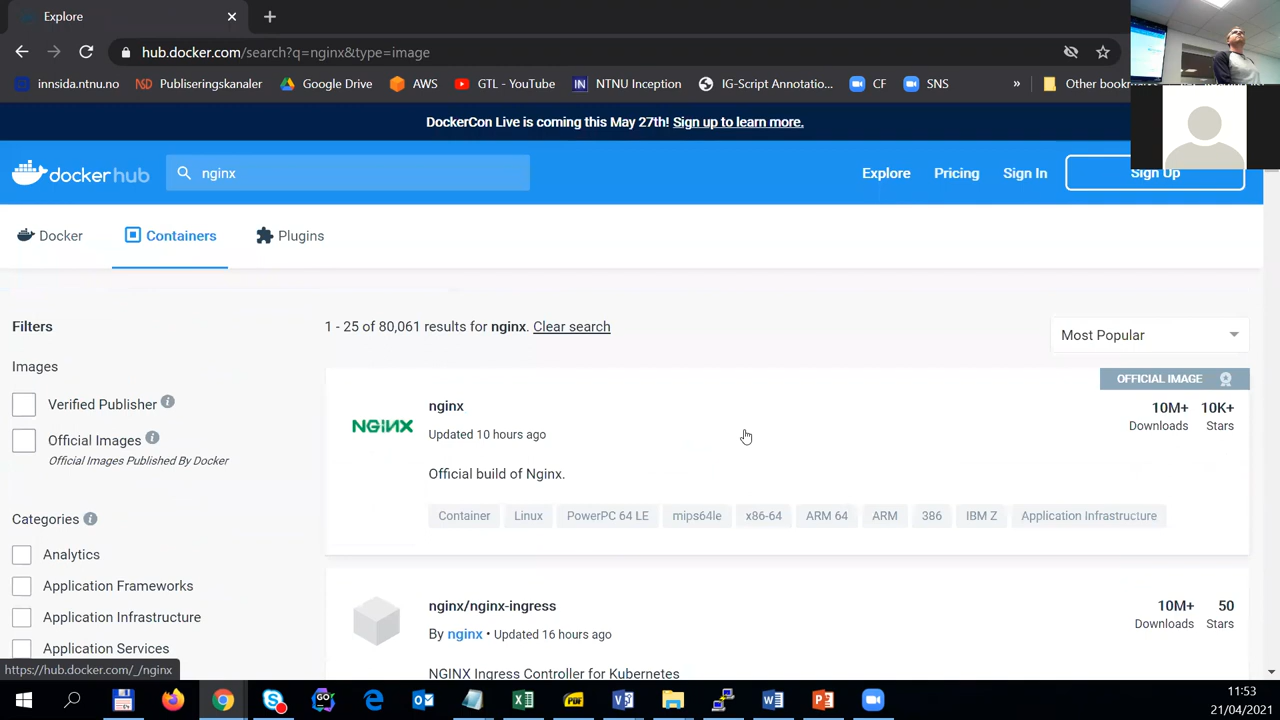 Explore
hub.docker.com/search?q=nginx&type=image
innsida.ntnu.no
Publiseringskanaler
Google Drive
AWS
YouTube
NTNU Inception
G-Script Annotatio...
CF
SNS
»
Other bookmarks
DockerCon Live is coming this May 27th! Sign up to learn more.
dockerhub
nginx
Explore
Pricing
Sign In
Sign Up
Docker
Containers
Plugins
Filters
1 - 25 of 80,061 results for nginx. Clear search
Most Popular
Images
Verified Publisher
Official Images
Official Images Published By Docker
Categories
Analytics
Application Frameworks
Application Infrastructure
Application Services
OFFICIAL IMAGE
NGINX
nginx
Updated 10 hours ago
10M+
Downloads
10K+
Stars
Official build of Nginx.
Container
Linux
PowerPC 64 LE
mips64le
x86-64
ARM 64
ARM
386
IBM Z
Application Infrastructure
nginx/nginx-ingress
By nginx • Updated 16 hours ago
10M+
Downloads
50
Stars
NGINX Ingress Controller for Kubernetes
https://hub.docker.com/_/nginx
11:53
21/04/2021